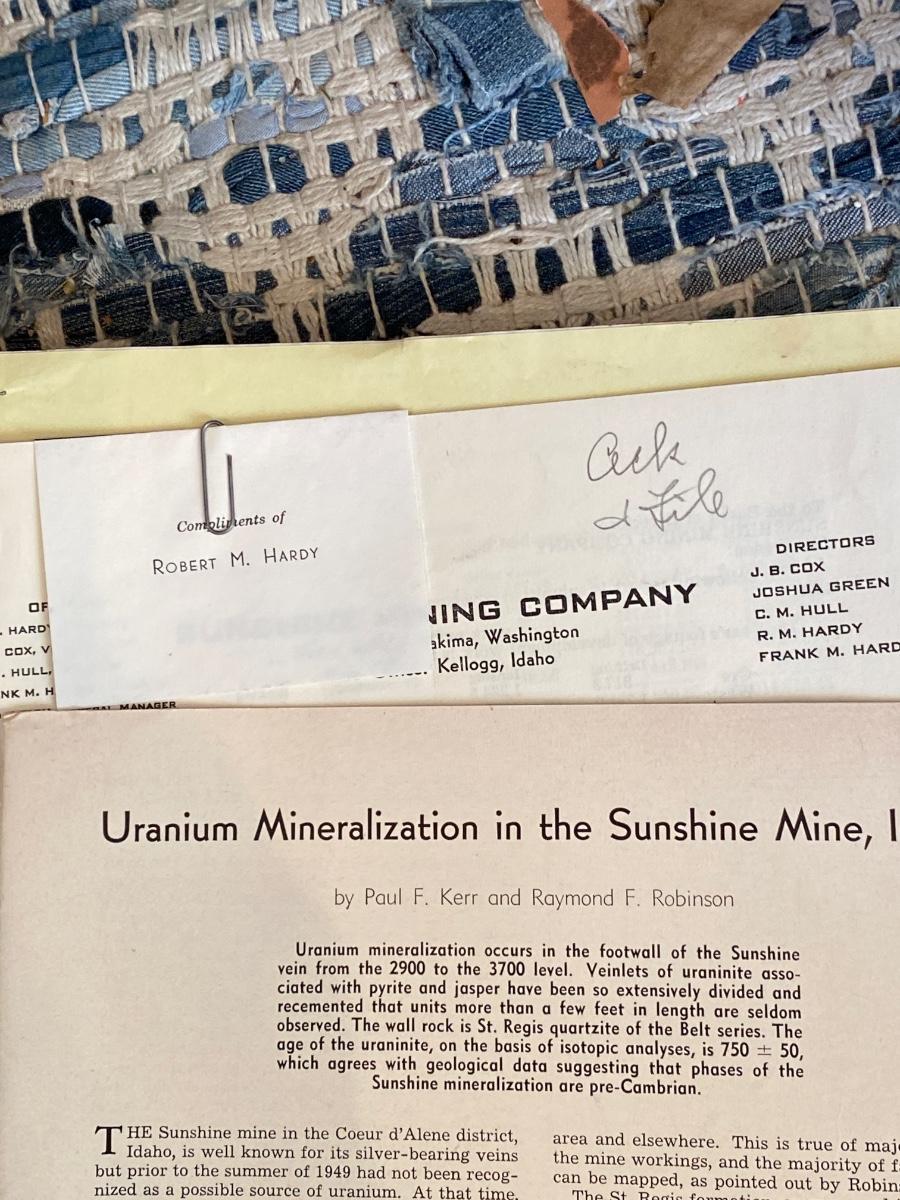 Ack
& File
Compliments of
ROBERT M. HARDY
OF
. HARDY
COX, V
. HULL,
NK M. H
MANAGER
NING COMPANY
akima, Washington
Kellogg, Idaho
DIRECTORS
J. B. COX
JOSHUA GREEN
C. M. HULL
R. M. HARDY
FRANK M. HARD
Uranium Mineralization in the Sunshine Mine, I
by Paul F. Kerr and Raymond F. Robinson
Uranium mineralization occurs in the footwall of the Sunshine
vein from the 2900 to the 3700 level. Veinlets of uraninite asso-
ciated with pyrite and jasper have been so extensively divided and
recemented that units more than a few feet in length are seldom
observed. The wall rock is St. Regis quartzite of the Belt series. The
age of the uraninite, on the basis of isotopic analyses, is 750 ± 50,
which agrees with geological data suggesting that phases of the
Sunshine mineralization are pre-Cambrian.
THE Sunshine mine in the Coeur d'Alene district,
Idaho, is well known for its silver-bearing veins
but prior to the summer of 1949 had not been recog-
nized as a possible source of uranium. At that time,
area and elsewhere. This is true of maj
the mine workings, and the majority of f
can be mapped, as pointed out by Robin
The St. Regis formation